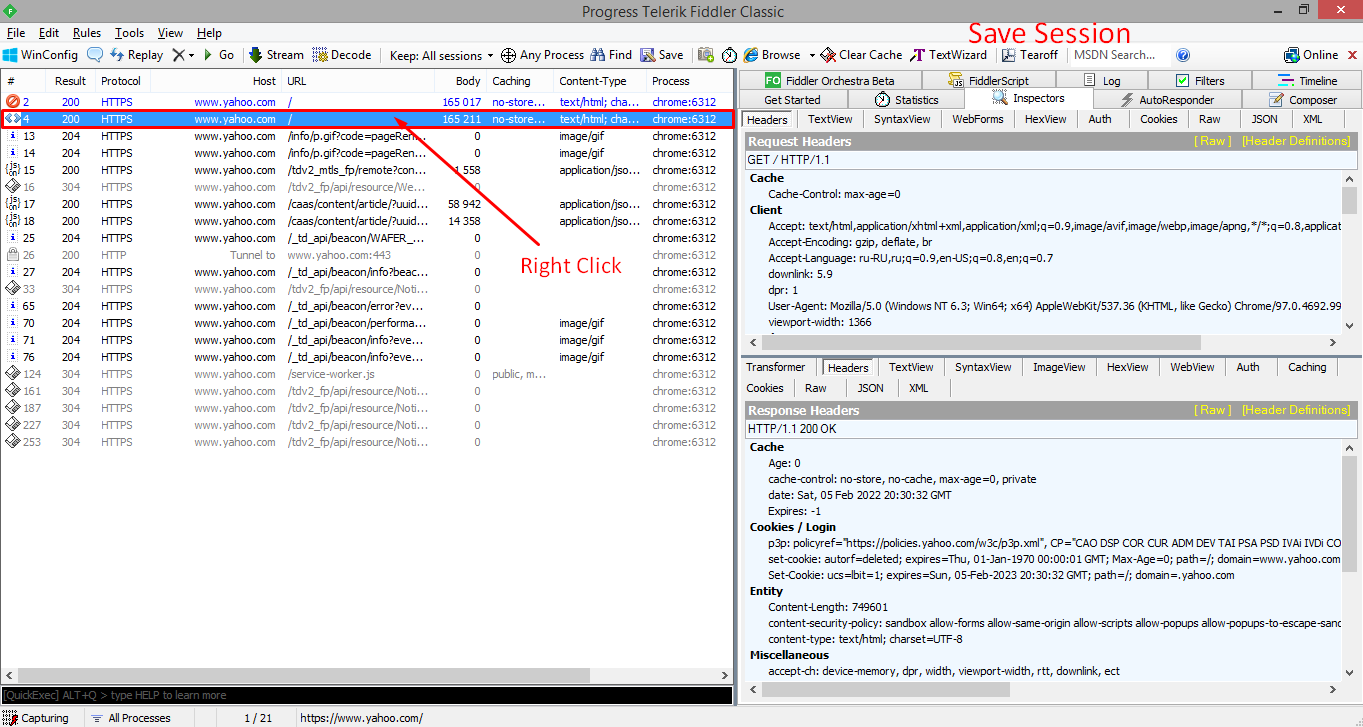 Progress Telerik Fiddler Classic
File Edit Rules Tools View Help
Save Session
WinConfig Replay Go Stream Decode Keep: All sessions Any Process Find Save Browse Clear Cache TextWizard Tearoff MSDN Search... Online
# Result Protocol Host URL Body Caching Content-Type Process
2 200 HTTPS www.yahoo.com / 165 017 no-store... text/html; cha... chrome:6312
4 200 HTTPS www.yahoo.com / 165 211 no-store... text/html; cha... chrome:6312
13 204 HTTPS www.yahoo.com /info/p.gif?code=pageRen... 0 image/gif chrome:6312
14 204 HTTPS www.yahoo.com /info/p.gif?code=pageRen... 0 image/gif chrome:6312
15 200 HTTPS www.yahoo.com /tdv2_mtls_fp/remote?con... 558 application/jso... chrome:6312
16 304 HTTPS www.yahoo.com /tdv2_fp/api/resource/We... 0 chrome:6312
17 200 HTTPS www.yahoo.com /caas/content/article/?uuid... 58 942 application/jso... chrome:6312
18 200 HTTPS www.yahoo.com /caas/content/article/?uuid... 14 358 application/jso... chrome:6312
25 204 HTTPS www.yahoo.com /_td_api/beacon/WAFER_... 0 chrome:6312
26 200 HTTP Tunnel to www.yahoo.com:443 0 chrome:6312
27 204 HTTPS www.yahoo.com /_td_api/beacon/info?beac... 0 chrome:6312
33 304 HTTPS www.yahoo.com /tdv2_fp/api/resource/Noti... 0 chrome:6312
65 204 HTTPS www.yahoo.com /_td_api/beacon/error?ev... 0 chrome:6312
70 204 HTTPS www.yahoo.com /_td_api/beacon/performa... 0 image/gif chrome:6312
71 204 HTTPS www.yahoo.com /_td_api/beacon/info?eve... 0 image/gif chrome:6312
76 204 HTTPS www.yahoo.com /_td_api/beacon/info?eve... 0 image/gif chrome:6312
124 304 HTTPS www.yahoo.com /service-worker.js 0 public, m... chrome:6312
161 304 HTTPS www.yahoo.com /tdv2_fp/api/resource/Noti... 0 chrome:6312
187 304 HTTPS www.yahoo.com /tdv2_fp/api/resource/Noti... 0 chrome:6312
227 304 HTTPS www.yahoo.com /tdv2_fp/api/resource/Noti... 0 chrome:6312
253 304 HTTPS www.yahoo.com /tdv2_fp/api/resource/Noti... 0 chrome:6312
Right Click
FO Fiddler Orchestra Beta FiddlerScript Log Filters Timeline
Get Started Statistics Inspectors AutoResponder Composer
Headers TextView SyntaxView WebForms HexView Auth Cookies Raw JSON XML
Request Headers [ Raw ] [Header Definitions]
GET / HTTP/1.1
Cache
Cache-Control: max-age=0
Client
Accept: text/html,application/xhtml+xml,application/xml;q=0.9,image/avif,image/webp,image/apng,*/*;q=0.8,applicat
Accept-Encoding: gzip, deflate, br
Accept-Language: ru-RU,ru;q=0.9,en-US;q=0.8,en;q=0.7
downlink: 5.9
dpr: 1
User-Agent: Mozilla/5.0 (Windows NT 6.3; Win64; x64) AppleWebKit/537.36 (KHTML, like Gecko) Chrome/97.0.4692.99
viewport-width: 1366
Transformer Headers TextView SyntaxView ImageView HexView WebView Auth Caching
Cookies Raw JSON XML
Response Headers [ Raw ] [Header Definitions]
HTTP/1.1 200 OK
Cache
Age: 0
cache-control: no-store, no-cache, max-age=0, private
date: Sat, 05 Feb 2022 20:30:32 GMT
Expires: -1
Cookies / Login
p3p: policyref="https://policies.yahoo.com/w3c/p3p.xml", CP="CAO DSP COR CUR ADM DEV TAI PSA PSD IVAi IVDi CO
set-cookie: autorf=deleted; expires=Thu, 01-Jan-1970 00:00:01 GMT; Max-Age=0; path=/; domain=www.yahoo.com
Set-Cookie: ucs=lbit=1; expires=Sun, 05-Feb-2023 20:30:32 GMT; path=/; domain=.yahoo.com
Entity
Content-Length: 749601
content-security-policy: sandbox allow-forms allow-same-origin allow-scripts allow-popups allow-popups-to-escape-sand
content-type: text/html; charset=UTF-8
Miscellaneous
accept-ch: device-memory, dpr, width, viewport-width, rtt, downlink, ect
[QuickExec] ALT+Q > type HELP to learn more
Capturing All Processes 1 / 21 https://www.yahoo.com/